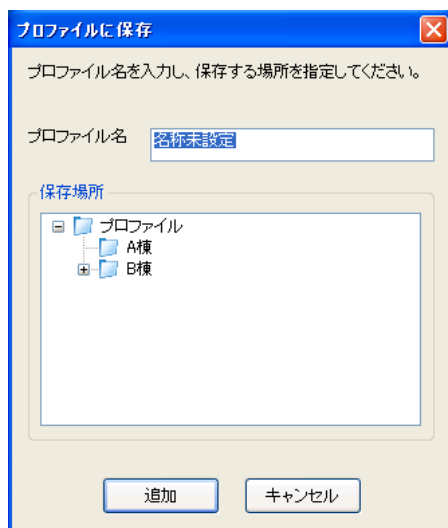 プロファイルに保存
プロファイル名を入力し、保存する場所を指定してください。
プロファイル名 名称未設定
保存場所
プロファイル
A棟
B棟
追加 キャンセル